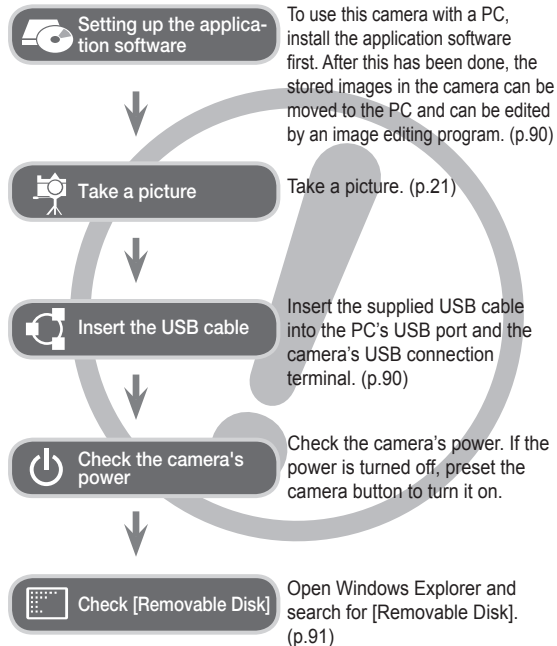 Setting up the applica-
tion software
To use this camera with a PC,
install the application software
first. After this has been done, the
stored images in the camera can be
moved to the PC and can be edited
by an image editing program. (p.90)
Take a picture
Take a picture. (p.21)
Insert the USB cable
Insert the supplied USB cable
into the PC’s USB port and the
camera’s USB connection
terminal. (p.90)
Check the camera's
power
Check the camera’s power. If the
power is turned off, preset the
camera button to turn it on.
Check [Removable Disk]
Open Windows Explorer and
search for [Removable Disk].
(p.91)